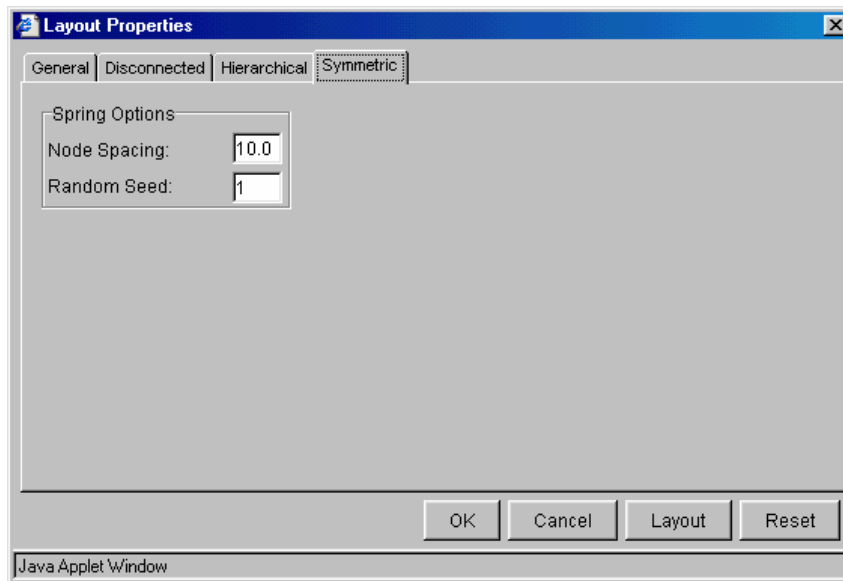 Layout Properties
General Disconnected Hierarchical Symmetric
Spring Options
Node Spacing: 10.0
Random Seed: 1
OK Cancel Layout Reset
Java Applet Window